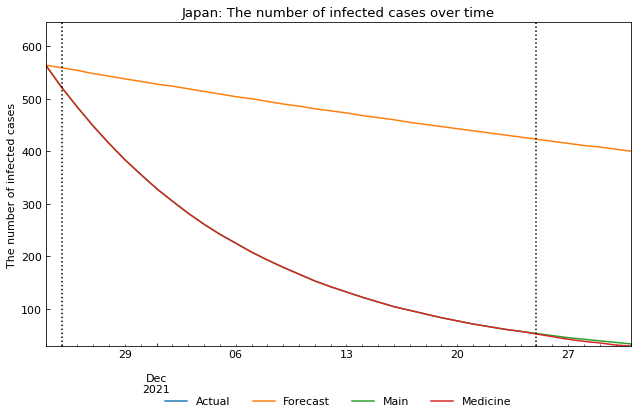 Japan: The number of infected cases over time
The number of infected cases
600
500
400
300
200
100
29
06
13
20
27
Dec
2021
Actual
Forecast
Main
Medicine